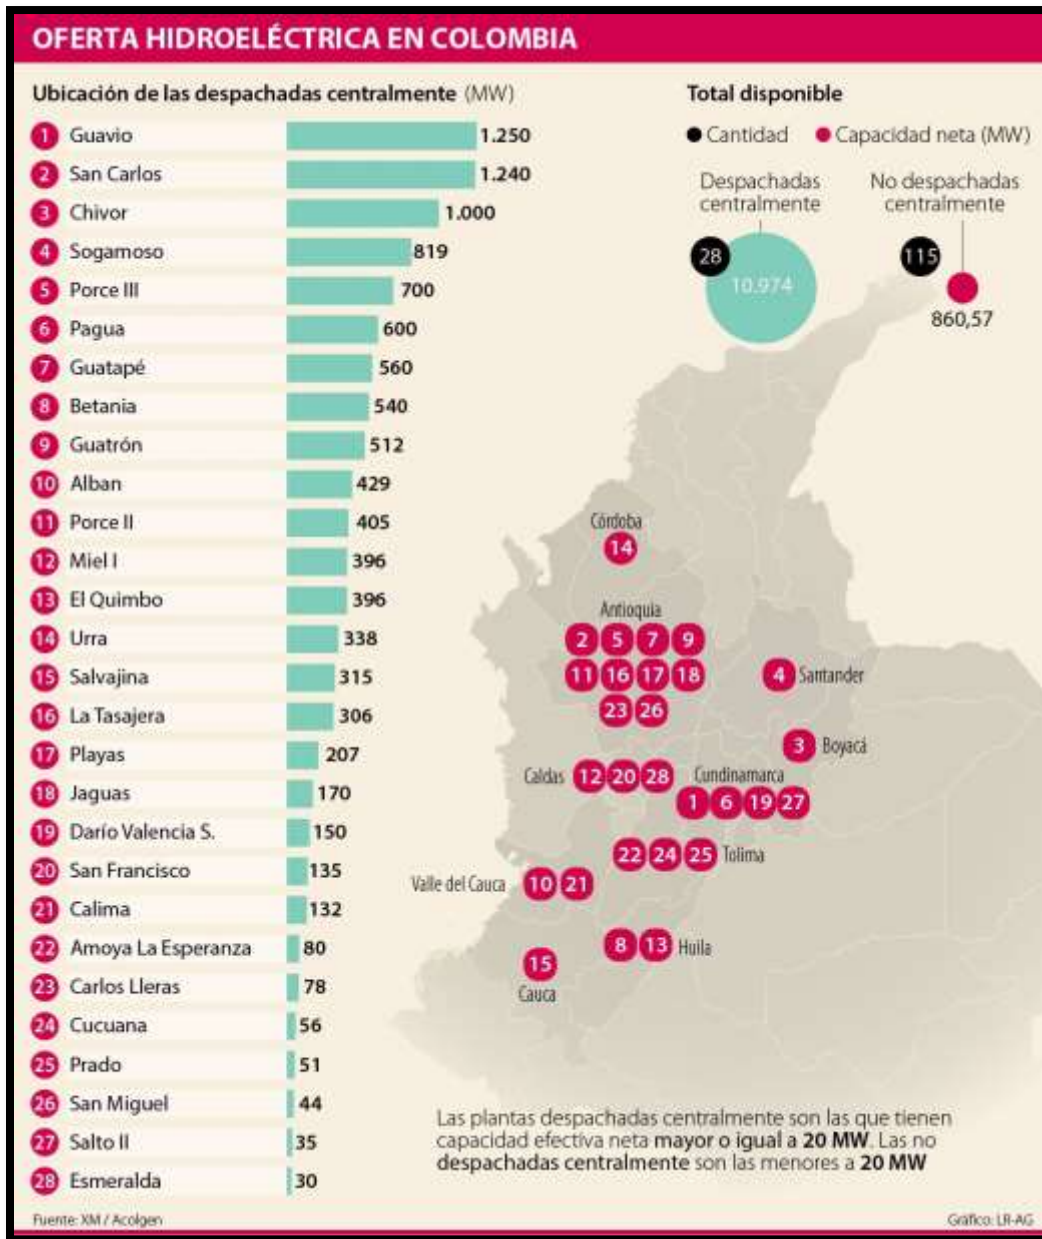 OFERTA HIDROELÉCTRICA EN COLOMBIA
Ubicación de las despachadas centralmente (MW)
1 Guavio 1.250
2 San Carlos 1.240
3 Chivor 1.000
4 Sogamoso 819
5 Porce III 700
6 Pagua 600
7 Guatapé 560
8 Betania 540
9 Guatrón 512
10 Alban 429
11 Porce II 405
12 Miel I 396
13 El Quimbo 396
14 Urra 338
15 Salvajina 315
16 La Tasajera 306
17 Playas 207
18 Jaguas 170
19 Darío Valencia S. 150
20 San Francisco 135
21 Calima 132
22 Amoya La Esperanza 80
23 Carlos Lleras 78
24 Cucuana 56
25 Prado 51
26 San Miguel 44
27 Salto II 35
28 Esmeralda 30
Total disponible
Cantidad Capacidad neta (MW)
Despachadas
centralmente
28
10.974
No despachadas
centralmente
115
860,57
Córdoba
14
Antioquia
2 5 7 9
11 16 17 18
23 26
4 Santander
3 Boyacá
Caldas 12 20 28
Cundinamarca
1 6 19 27
22 24 25 Tolima
Valle del Cauca 10 21
8 13 Huila
15
Cauca
Las plantas despachadas centralmente son las que tienen
capacidad efectiva neta mayor o igual a 20 MW. Las no
despachadas centralmente son las menores a 20 MW
Fuente: XM / Acolgen
Gráfico: LR-AG